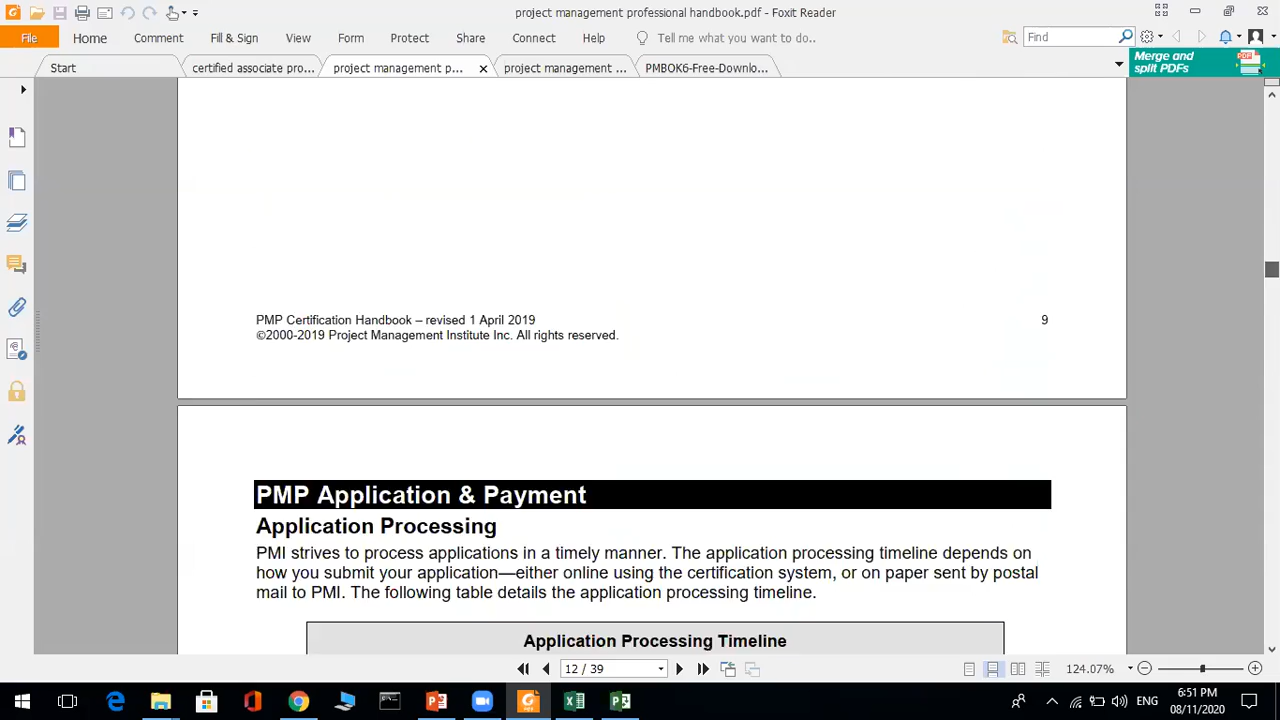 project management professional handbook.pdf - Foxit Reader
File Home Comment Fill & Sign View Form Protect Share Connect Help Tell me what you want to do.. Find
Start certified associate pro... project management p... project management ... PMBOK6-Free-Downlo...
Merge and
split PDFs
PDF
PMP Certification Handbook – revised 1 April 2019 9
©2000-2019 Project Management Institute Inc. All rights reserved.
PMP Application & Payment
Application Processing
PMI strives to process applications in a timely manner. The application processing timeline depends on
how you submit your application—either online using the certification system, or on paper sent by postal
mail to PMI. The following table details the application processing timeline.
Application Processing Timeline
12 / 39 124.07%
ENG
6:51 PM
08/11/2020